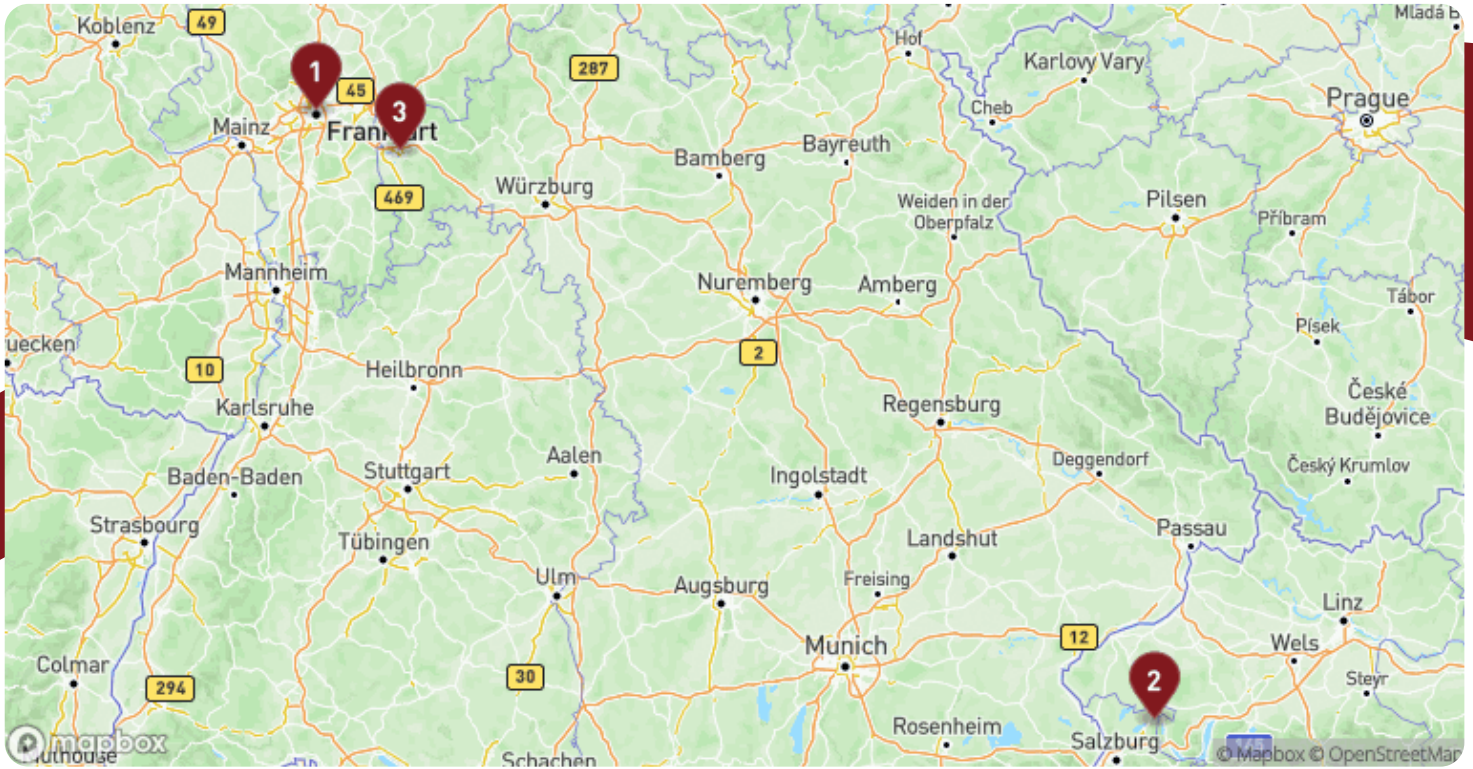 Koblenz
49
Hof
Mladá B
Karlovy Vary
1
287
45
3
Cheb
Prague
Mainz
Frankfurt
Bamberg
Bayreuth
Würzburg
469
Weiden in der
Oberpfalz
Pilsen
Příbram
Mannheim
Nuremberg
Amberg
Tábor
Písek
uecken
10
2
Heilbronn
České
Budějovice
Karlsruhe
Regensburg
Aalen
Deggendorf
Český Krumlov
Baden-Baden
Stuttgart
Ingolstadt
Strasbourg
Passau
Tübingen
Landshut
Ulm
Augsburg
Freising
Linz
12
Munich
Wels
Colmar
294
30
2
Steyr
Rosenheim
Salzburg
mapbox
© Mapbox © OpenStreetMap
Schachen